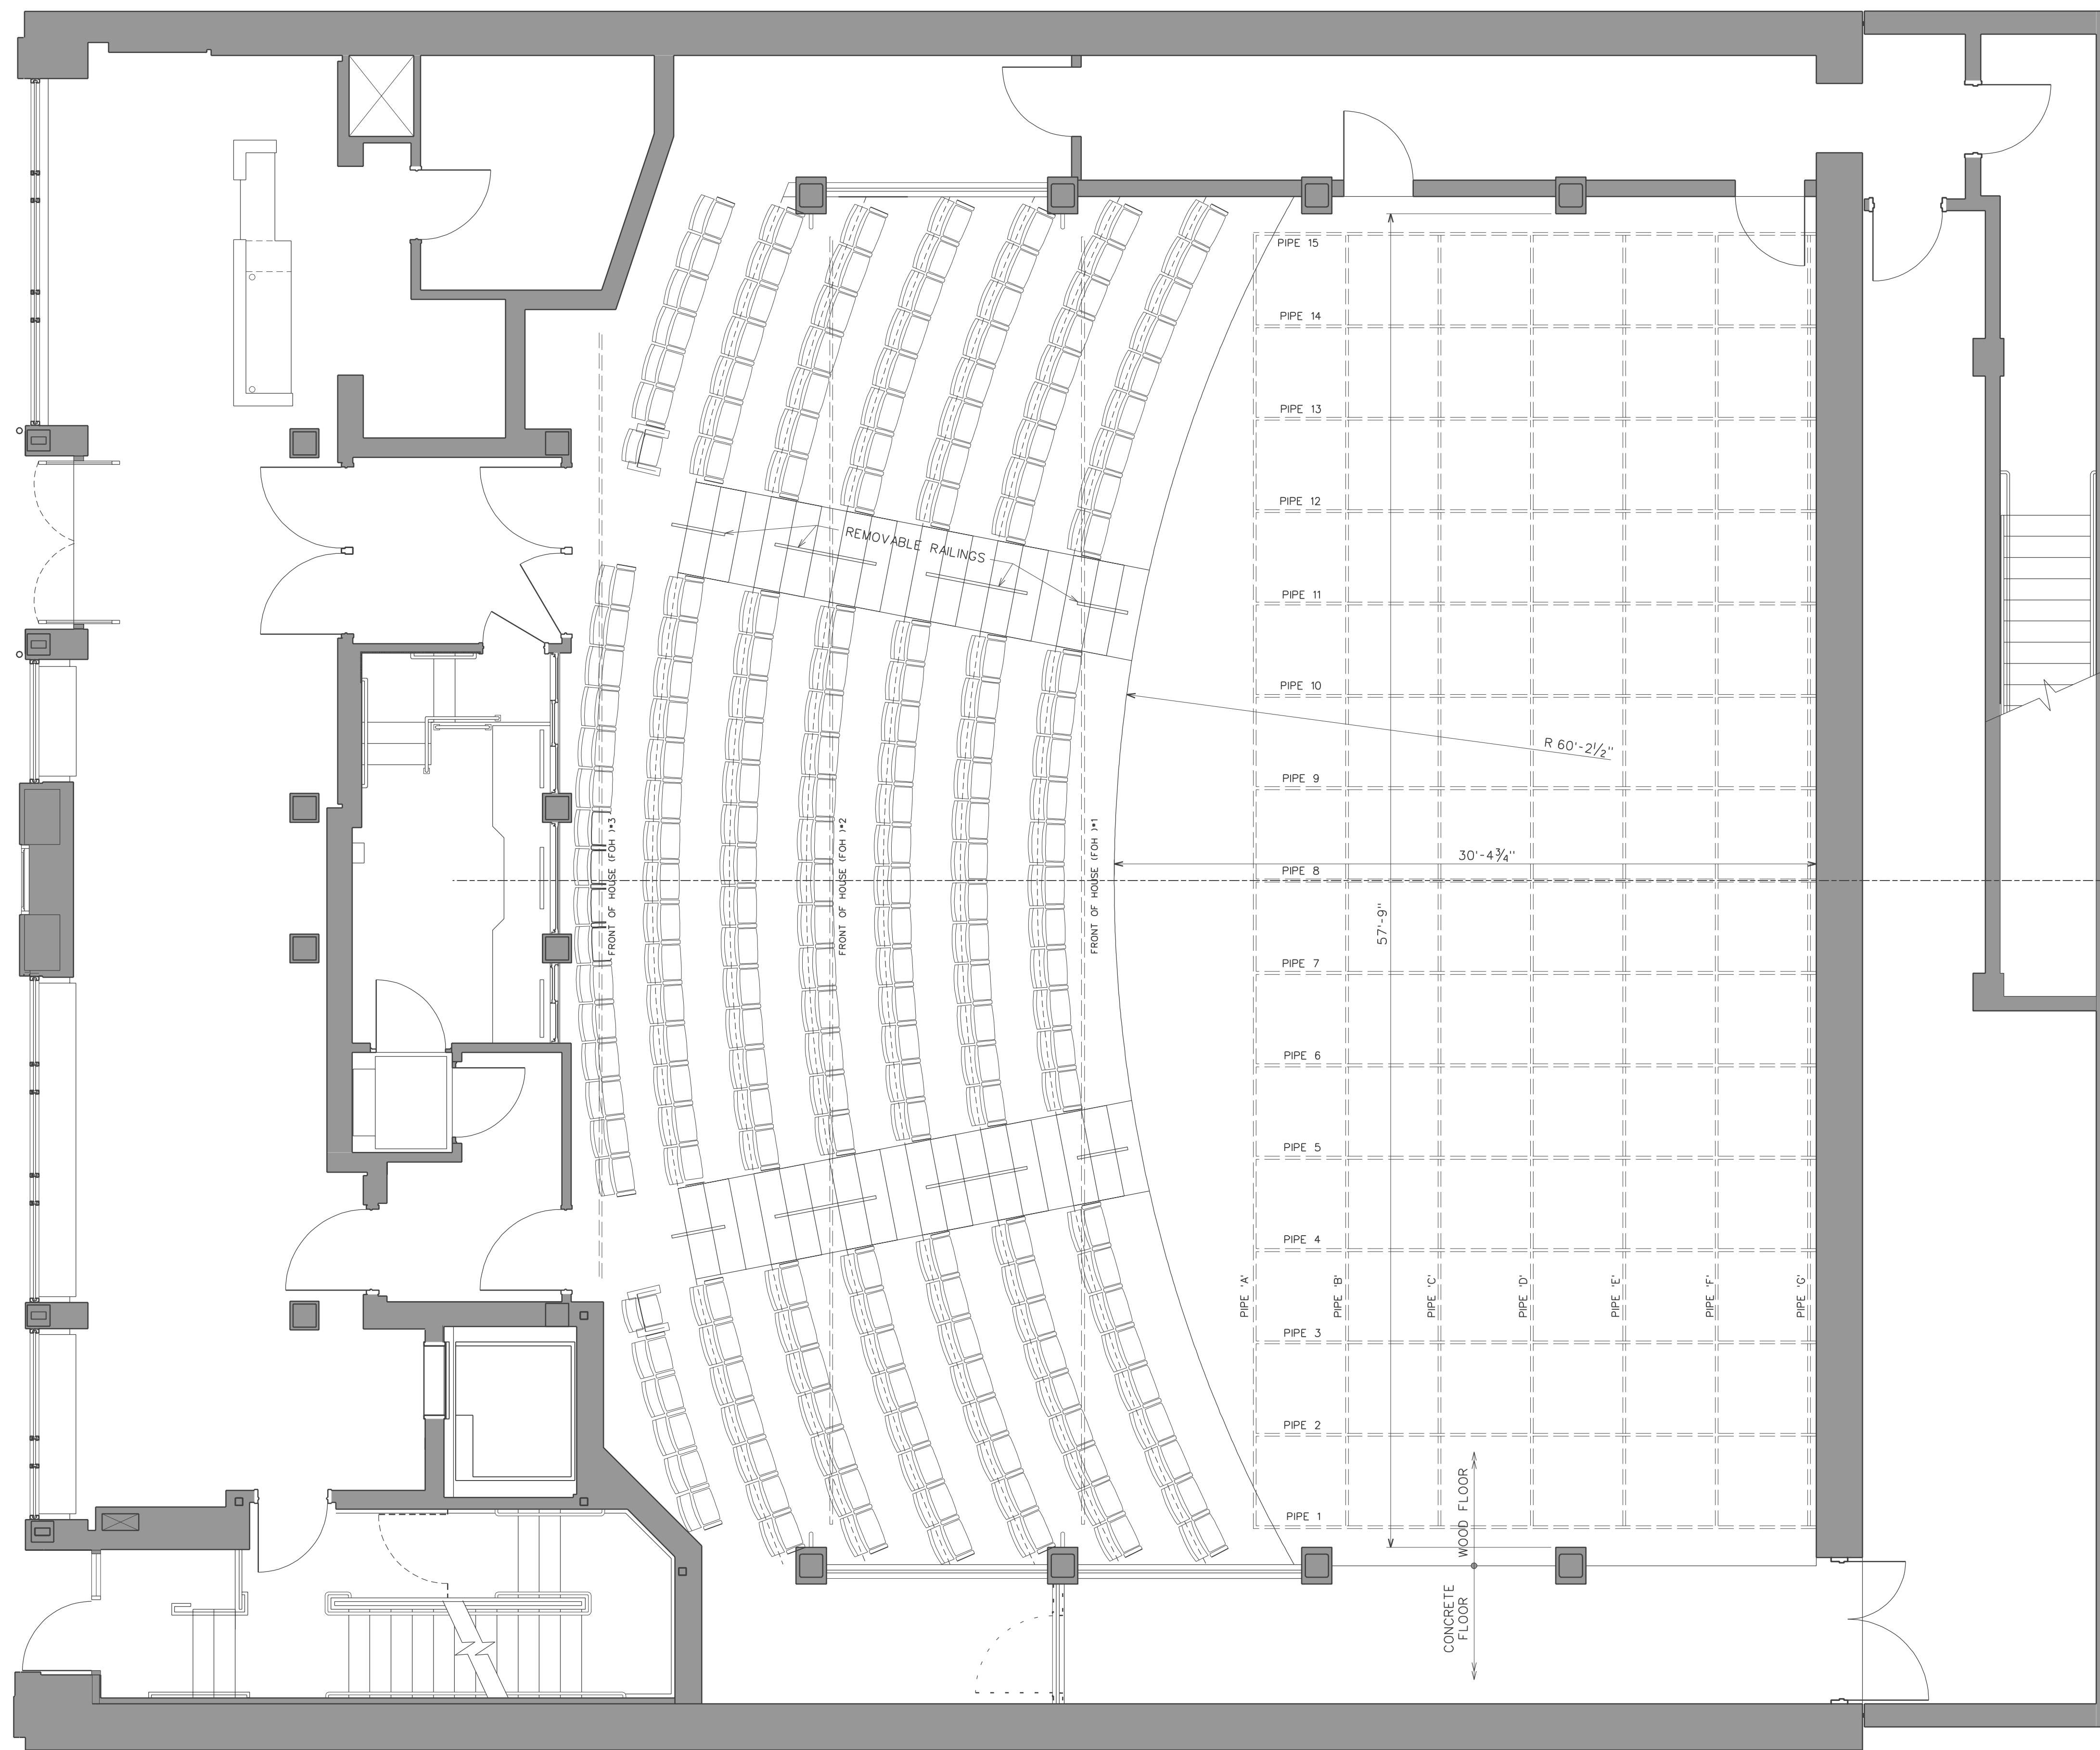 PIPE 15
PIPE 14
PIPE 13
PIPE 12
REMOVABLE RAILINGS
PIPE 11
PIPE 10
R 60'-2½"
PIPE 9
FRONT OF HOUSE (FOH )#3
FRONT OF HOUSE (FOH )#2
FRONT OF HOUSE (FOH )#1
30'-4¾"
PIPE 8
57'-9"
PIPE 7
PIPE 6
PIPE 5
PIPE 4
PIPE 'A'
PIPE 'B'
PIPE 'C'
PIPE 'D'
PIPE 'E'
PIPE 'F'
PIPE 'G'
PIPE 3
PIPE 2
PIPE 1
WOOD FLOOR
CONCRETE
FLOOR